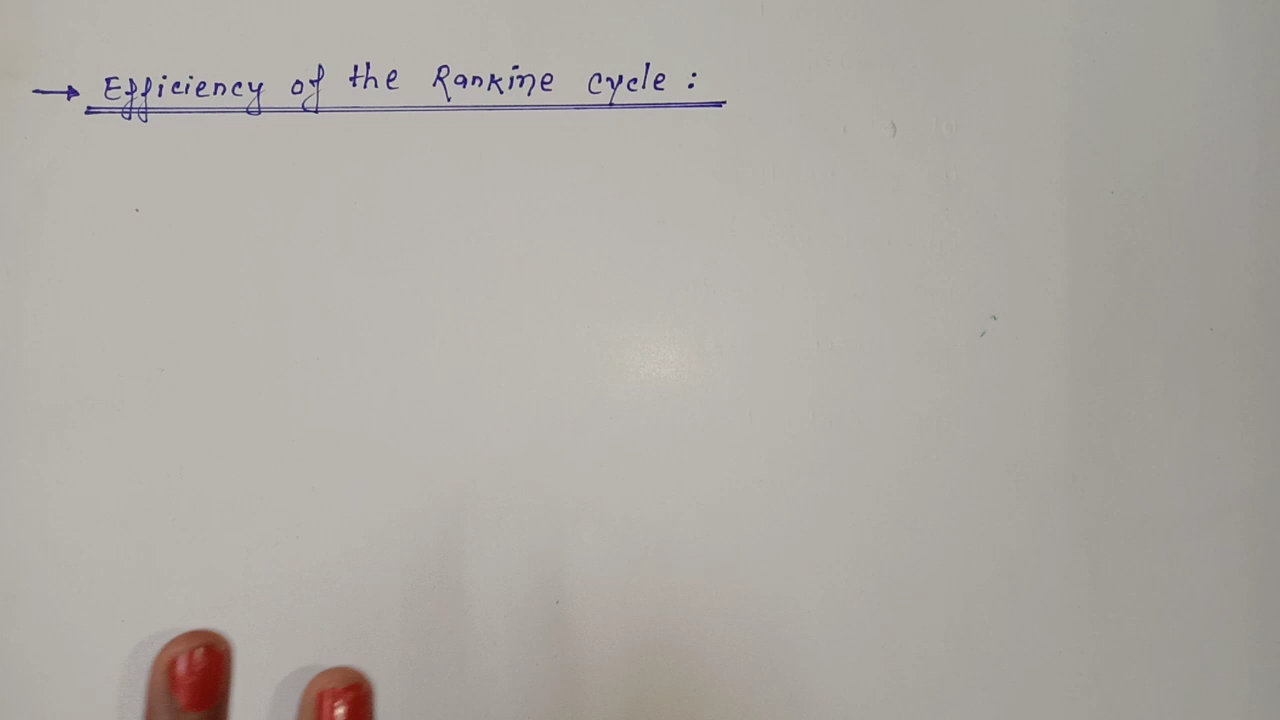 → Efficiency of the Rankine cycle :